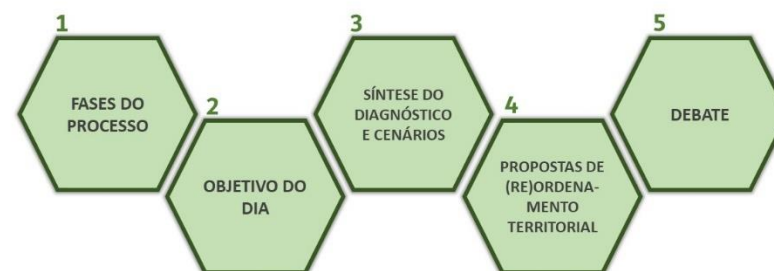 1
FASES DO
PROCESSO
2
OBJETIVO DO
DIA
3
SÍNTESE DO
DIAGNÓSTICO
E CENÁRIOS
4
PROPOSTAS DE
(RE)ORDENA-
MENTO
TERRITORIAL
5
DEBATE